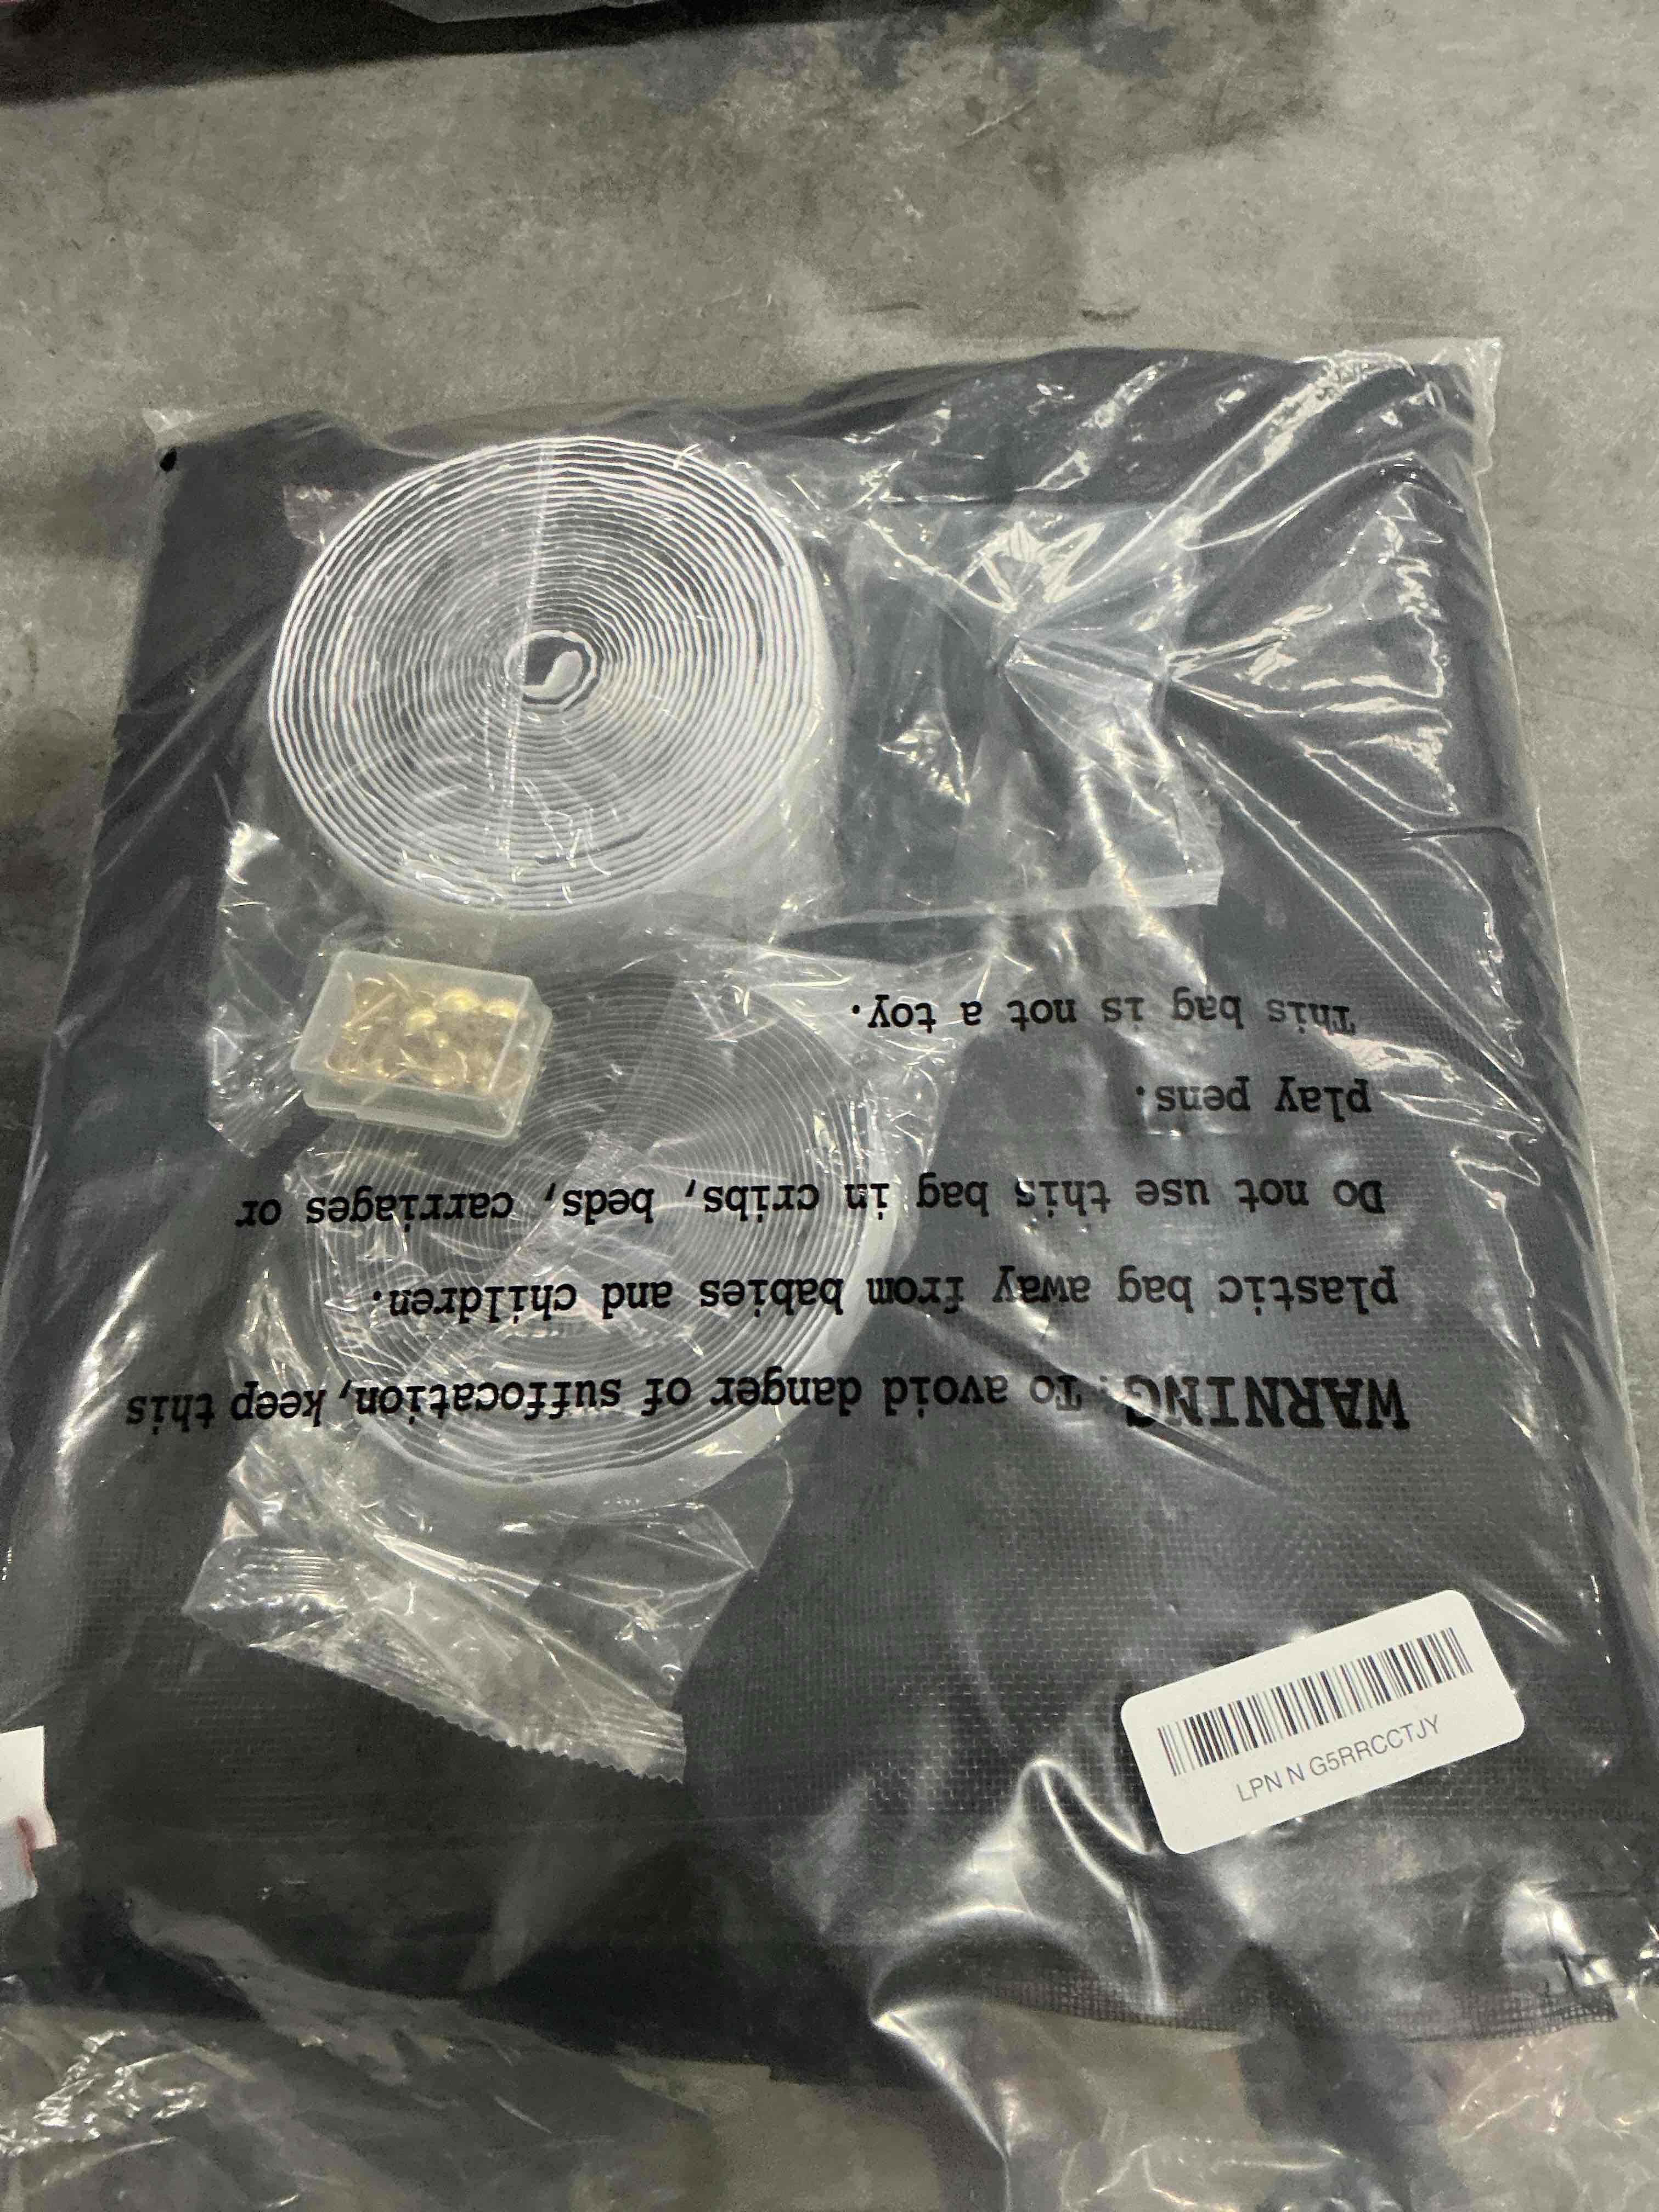 WARNING: To avoid danger of suffocation, keep this
plastic bag away from babies and children.
Do not use this bag in cribs, beds, carriages or
play pens.
This bag is not a toy.
LPN N G5RRCCTJY